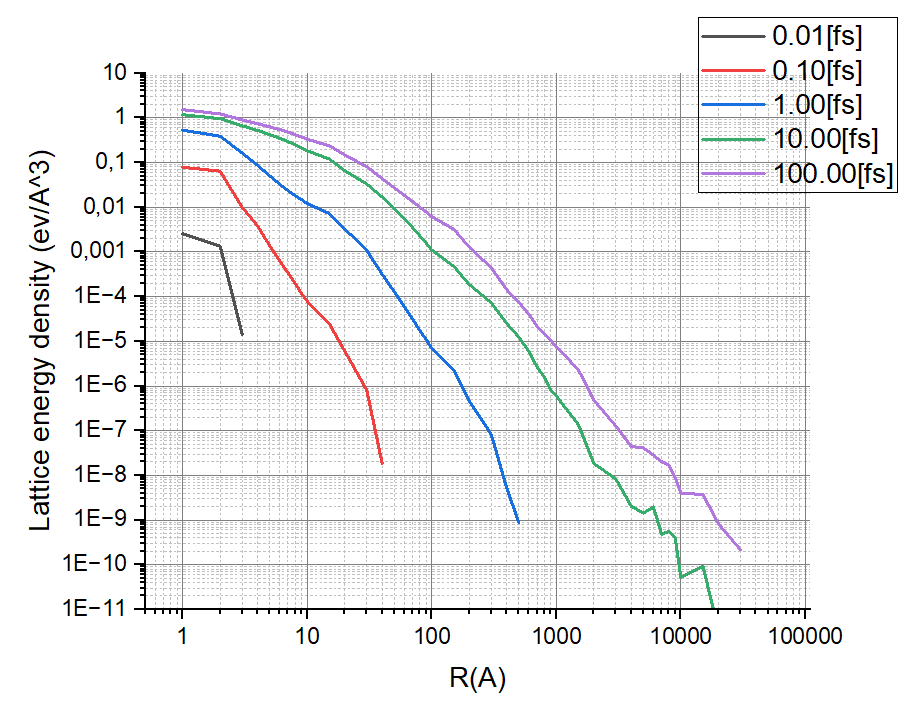 0.01[fs]
0.10[fs]
1.00[fs]
10.00[fs]
100.00[fs]
Lattice energy density (ev/A^3)
10
1
0,1
0,01
0,001
1E−4
1E−5
1E−6
1E−7
1E−8
1E−9
1E−10
1E−11
1 10 100 1000 10000 100000
R(A)